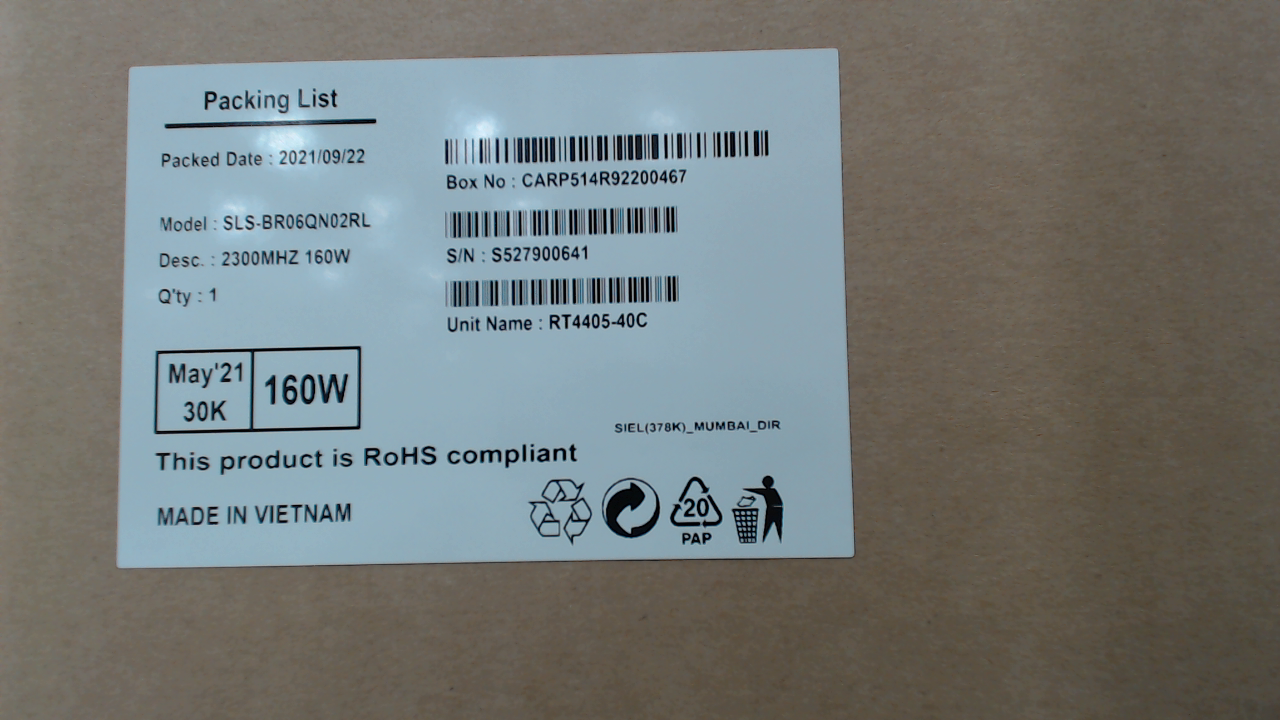 Packing List
Packed Date : 2021/09/22
Model : SLS-BR06QN02RL
Desc. : 2300MHZ 160W
Q'ty : 1
Box No : CARP514R92200467
S/N : S527900641
Unit Name : RT4405-40C
May'21
30K
160W
SIEL(378K)_MUMBAI_DIR
This product is RoHS compliant
MADE IN VIETNAM
20
PAP